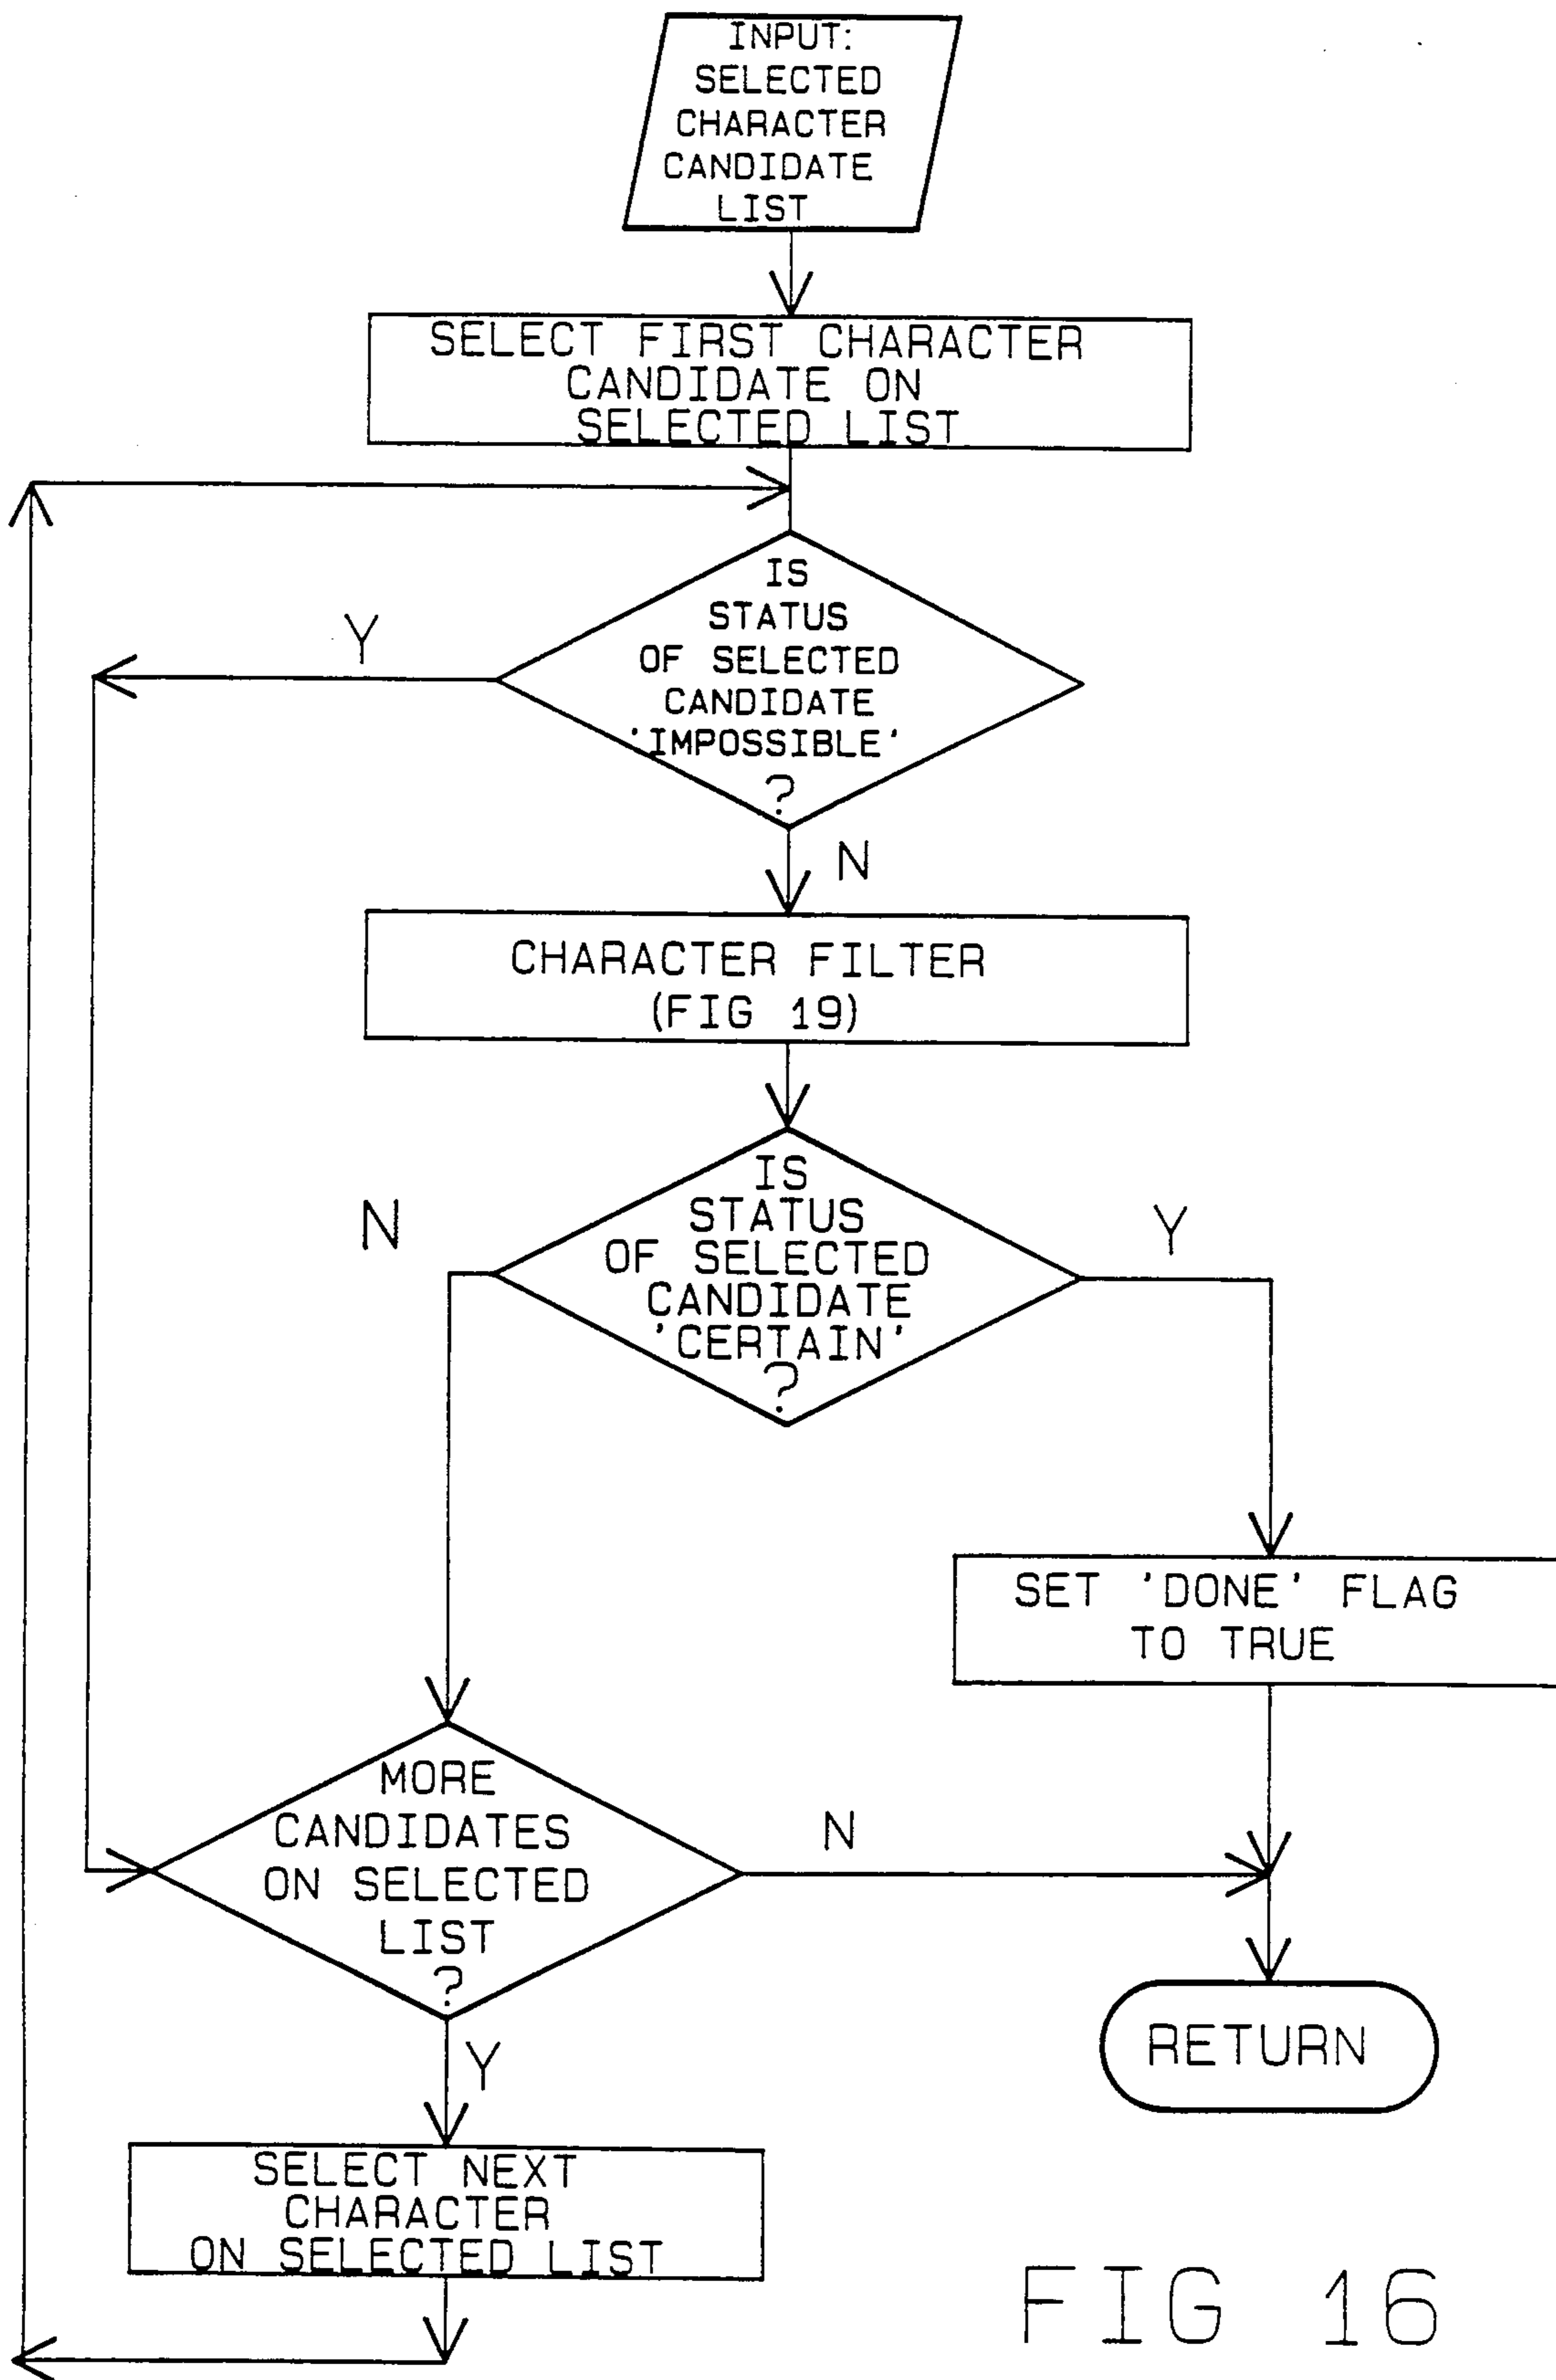 INPUT:
SELECTED
CHARACTER
CANDIDATE
LIST
SELECT FIRST CHARACTER
CANDIDATE ON
SELECTED LIST
IS
STATUS
OF SELECTED
CANDIDATE
'IMPOSSIBLE'
?
Y
N
CHARACTER FILTER
(FIG 19)
IS
STATUS
OF SELECTED
CANDIDATE
'CERTAIN'
?
N
Y
SET 'DONE' FLAG
TO TRUE
MORE
CANDIDATES
ON SELECTED
LIST
?
N
Y
RETURN
SELECT NEXT
CHARACTER
ON SELECTED LIST
FIG 16